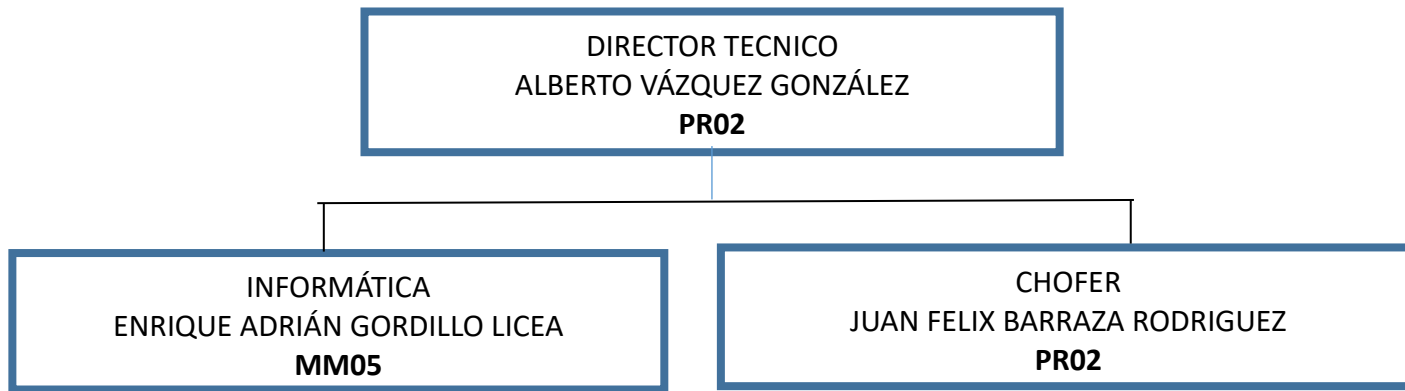 DIRECTOR TECNICO
ALBERTO VÁZQUEZ GONZÁLEZ
PR02
INFORMÁTICA
ENRIQUE ADRIÁN GORDILLO LICEA
MM05
CHOFER
JUAN FELIX BARRAZA RODRIGUEZ
PR02